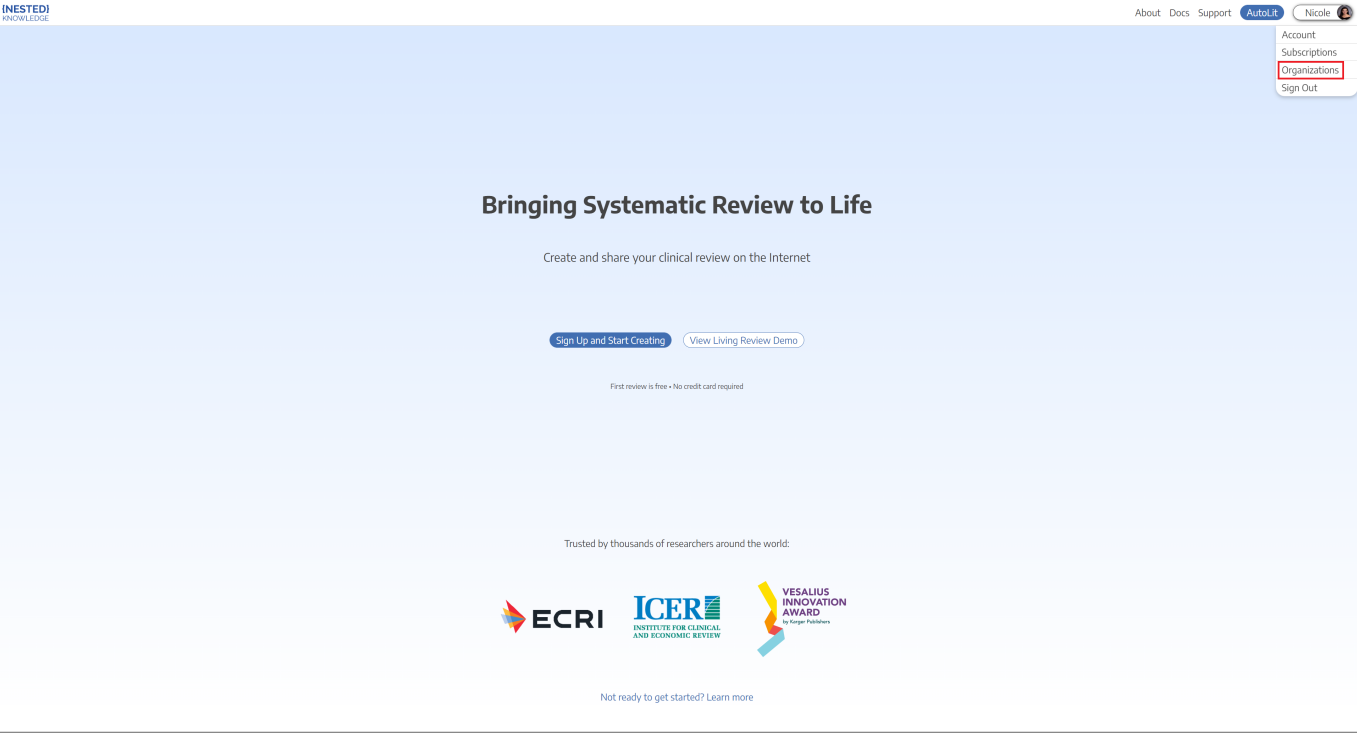 {NESTED}
KNOWLEDGE
About Docs Support AutoLit Nicole
Account
Subscriptions
Organizations
Sign Out
Bringing Systematic Review to Life
Create and share your clinical review on the Internet
Sign Up and Start Creating View Living Review Demo
First review is free • No credit card required
Trusted by thousands of researchers around the world:
ECRI
ICER
INSTITUTE FOR CLINICAL
AND ECONOMIC REVIEW
VESALIUS
INNOVATION
AWARD
by Karger Publishers
Not ready to get started? Learn more